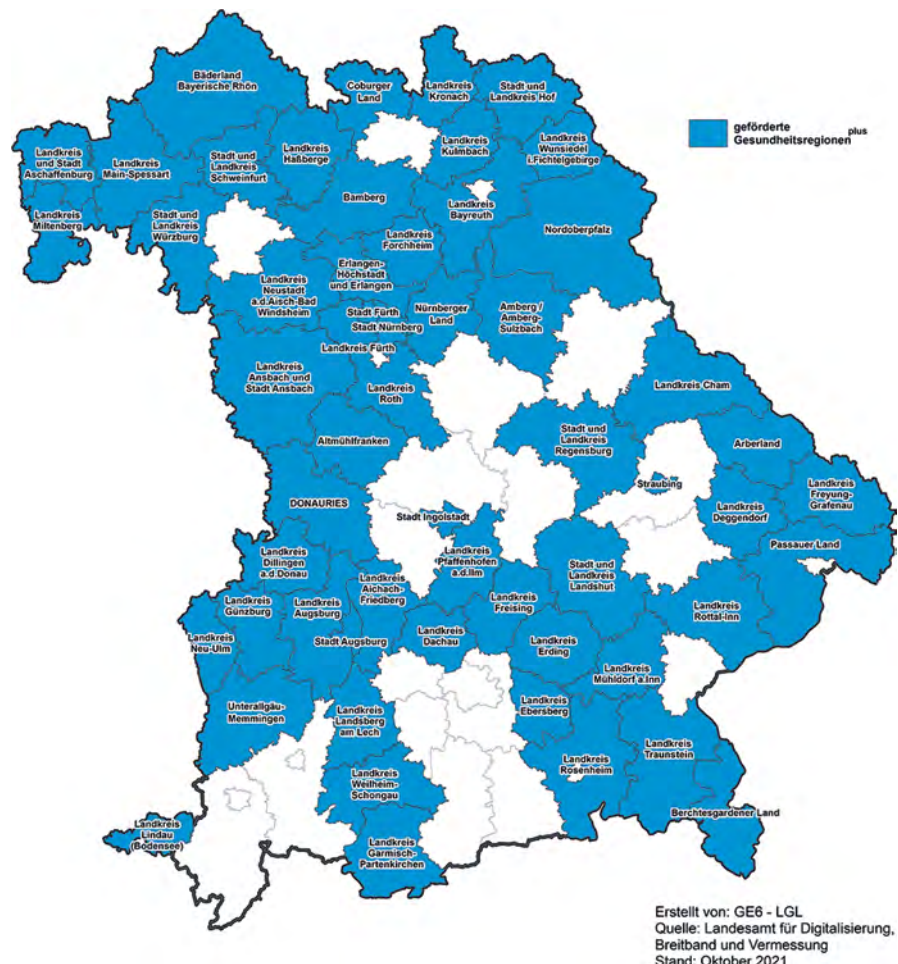 Bäderland
Bayerische Rhön
Coburger
Land
Landkreis
Kronach
Stadt und
Landkreis Hof
geförderte
Gesundheitsregionen plus
Landkreis
und Stadt
Aschaffenburg
Landkreis
Main-Spessart
Stadt und
Landkreis
Schweinfurt
Landkreis
Haßberge
Landkreis
Kulmbach
Landkreis
Wunsiedel
i.Fichtelgebirge
Landkreis
Miltenberg
Stadt und
Landkreis
Würzburg
Bamberg
Landkreis
Bayreuth
Nordoberpfalz
Landkreis
Forchheim
Erlangen-
Höchstadt
und Erlangen
Landkreis
Neustadt
a.d.Aisch-Bad
Windsheim
Stadt Fürth
Stadt Nürnberg
Nürnberger
Land
Amberg /
Amberg-
Sulzbach
Landkreis Fürth
Landkreis
Ansbach und
Stadt Ansbach
Landkreis
Roth
Landkreis Cham
Altmühlfranken
Stadt und
Landkreis
Regensburg
Arberland
Straubing
Landkreis
Freyung-
Grafenau
DONAURIES
Stadt Ingolstadt
Landkreis
Deggendorf
Passauer Land
Landkreis
Dillingen
a.d.Donau
Landkreis
Pfaffenhofen
a.d.Ilm
Stadt und
Landkreis
Landshut
Landkreis
Aichach-
Friedberg
Landkreis
Günzburg
Landkreis
Augsburg
Landkreis
Freising
Landkreis
Rottal-Inn
Landkreis
Neu-Ulm
Stadt Augsburg
Landkreis
Dachau
Landkreis
Erding
Landkreis
Mühldorf a.Inn
Unterallgäu-
Memmingen
Landkreis
Landsberg
am Lech
Landkreis
Ebersberg
Landkreis
Traunstein
Landkreis
Rosenheim
Landkreis
Weilheim-
Schongau
Berchtesgardener Land
Landkreis
Lindau
(Bodensee)
Landkreis
Garmisch-
Partenkirchen
Erstellt von: GE6 - LGL
Quelle: Landesamt für Digitalisierung,
Breitband und Vermessung
Stand: Oktober 2021